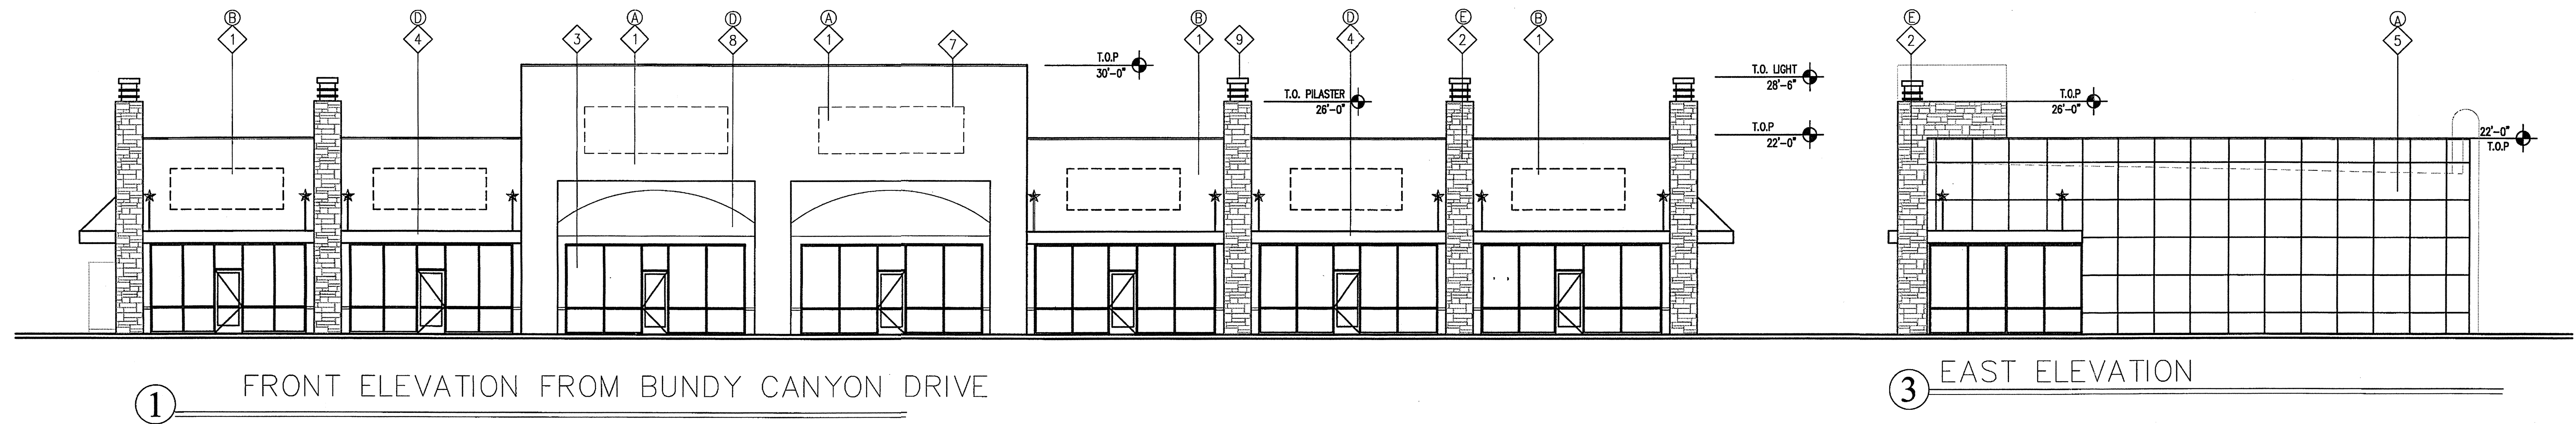 B D A D A B D E B E A
1 4 3 1 8 1 7 1 9 4 2 1 2 5
T.O.P
30'-0"
T.O. PILASTER
26'-0"
T.O. LIGHT
28'-6"
T.O.P
22'-0"
T.O.P
26'-0"
22'-0"
T.O.P
1 FRONT ELEVATION FROM BUNDY CANYON DRIVE
3 EAST ELEVATION